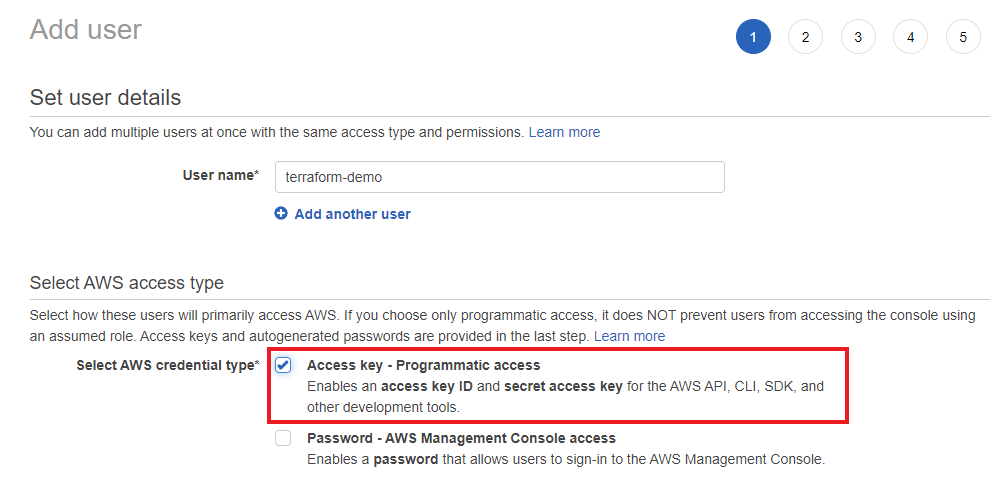 Add user
1 2 3 4 5
Set user details
You can add multiple users at once with the same access type and permissions. Learn more
User name* terraform-demo
Add another user
Select AWS access type
Select how these users will primarily access AWS. If you choose only programmatic access, it does NOT prevent users from accessing the console using
an assumed role. Access keys and autogenerated passwords are provided in the last step. Learn more
Select AWS credential type* Access key - Programmatic access
Enables an access key ID and secret access key for the AWS API, CLI, SDK, and
other development tools.
Password - AWS Management Console access
Enables a password that allows users to sign-in to the AWS Management Console.